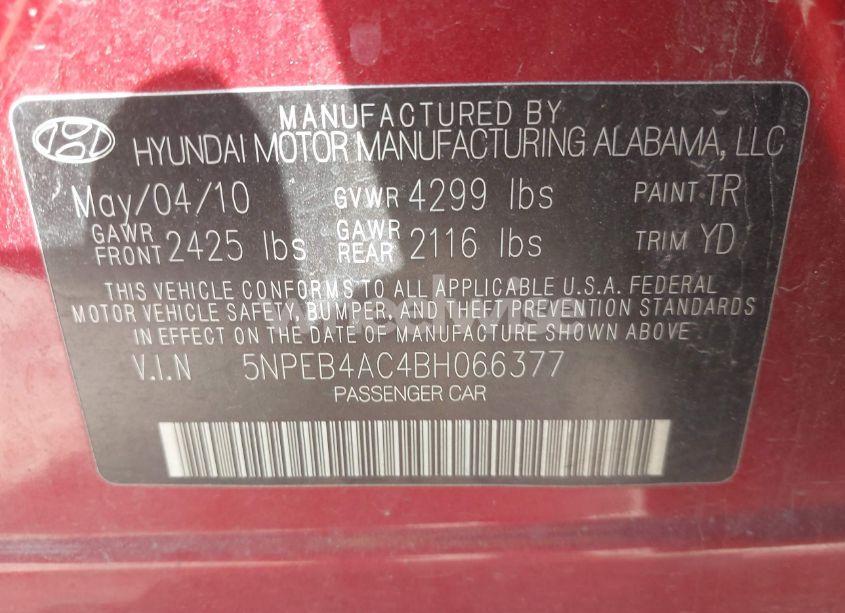 MANUFACTURED BY
HYUNDAI MOTOR MANUFACTURING ALABAMA, LLC
May/04/10 GVWR 4299 lbs PAINT TR
GAWR FRONT 2425 lbs GAWR REAR 2116 lbs TRIM YD
THIS VEHICLE CONFORMS TO ALL APPLICABLE U.S.A. FEDERAL
MOTOR VEHICLE SAFETY, BUMPER, AND THEFT PREVENTION STANDARDS
IN EFFECT ON THE DATE OF MANUFACTURE SHOWN ABOVE.
V.I.N 5NPEB4AC4BH066377
PASSENGER CAR